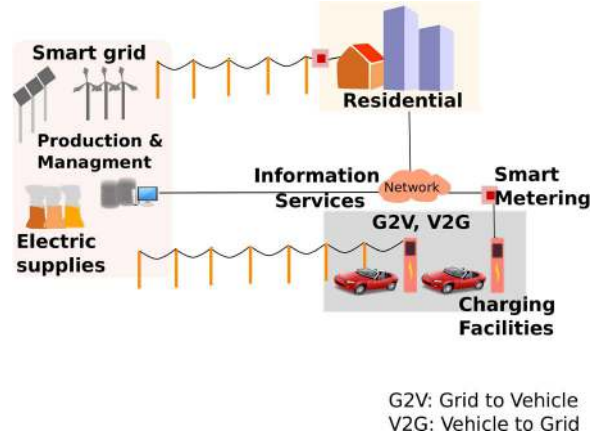 Smart grid
Residential
Production &
Managment
Information
Services
Network
Smart
Metering
G2V, V2G
Electric
supplies
Charging
Facilities
G2V: Grid to Vehicle
V2G: Vehicle to Grid